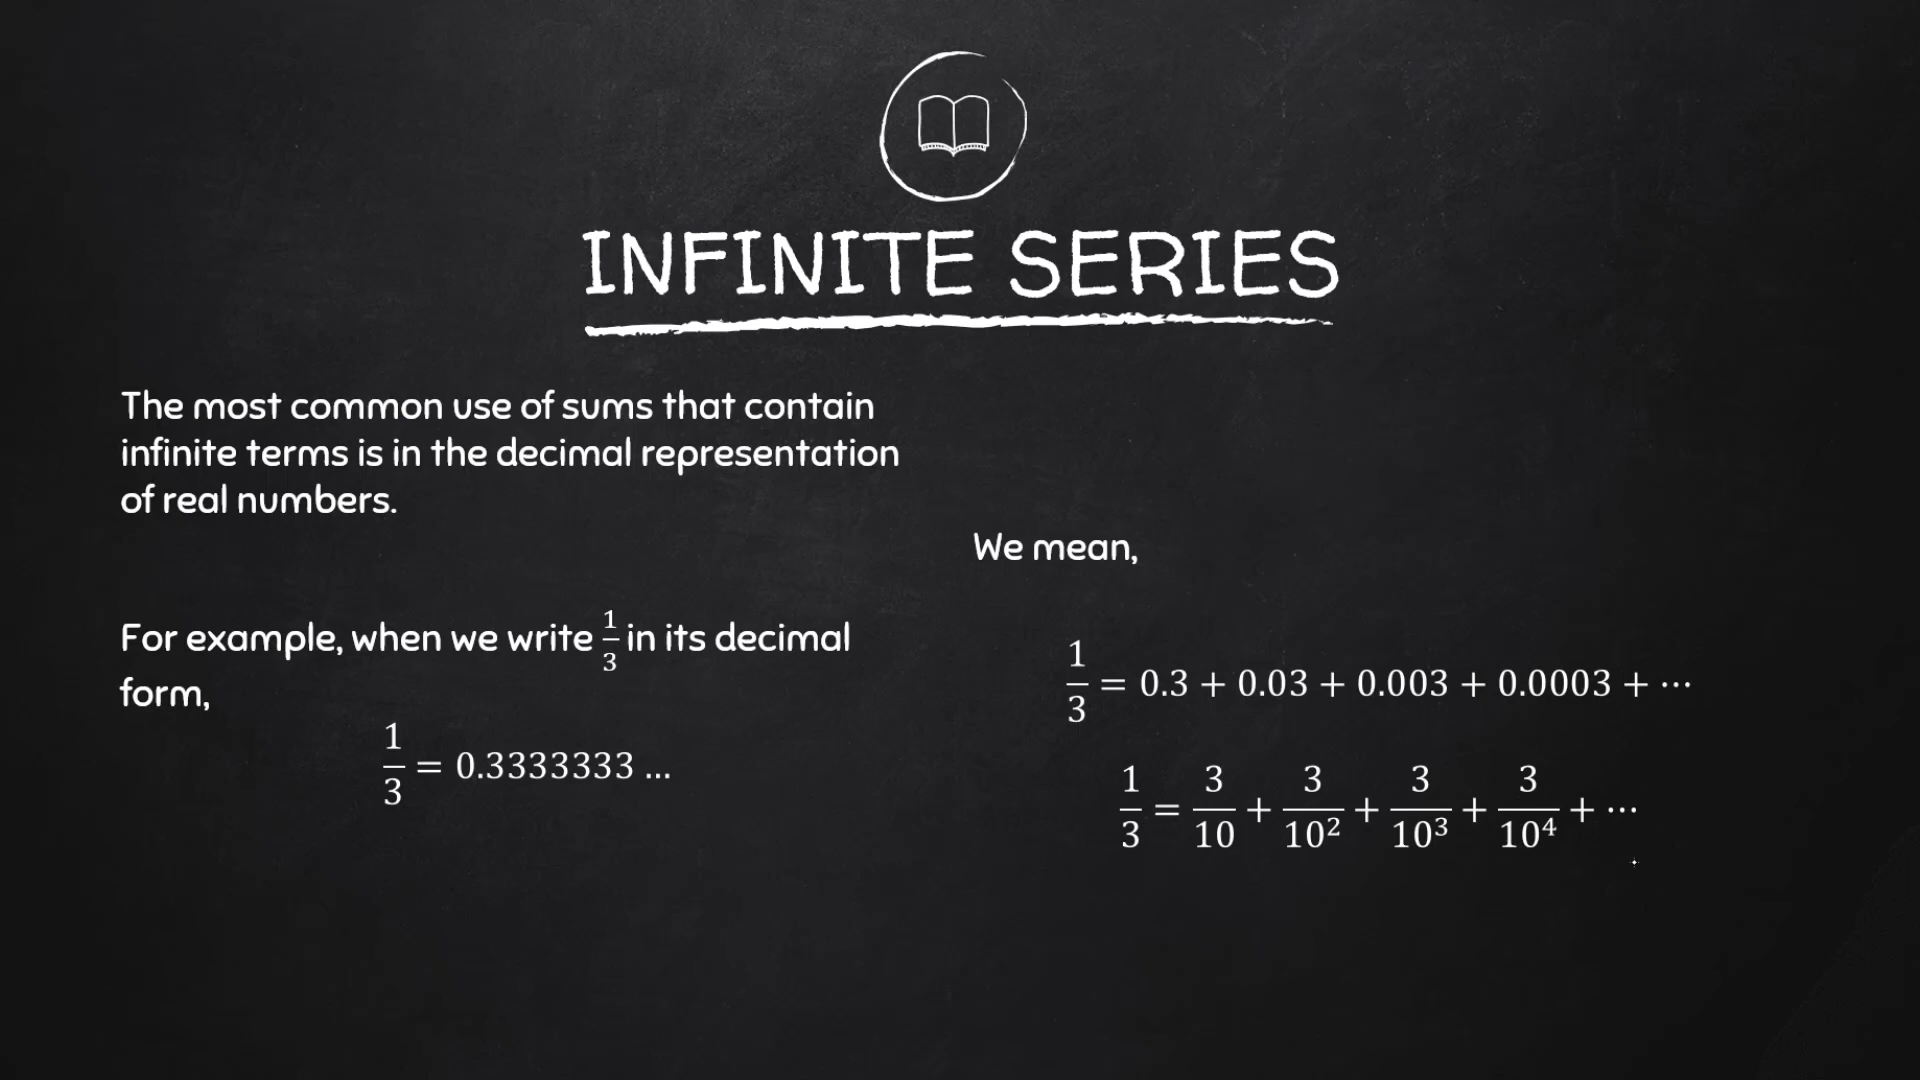 INFINITE SERIES
The most common use of sums that contain
infinite terms is in the decimal representation
of real numbers.
For example, when we write 1/3 in its decimal
form,
1/3 = 0.3333333 ...
We mean,
1/3 = 0.3 + 0.03 + 0.003 + 0.0003 + ⋯
1/3 = 3/10 + 3/10² + 3/10³ + 3/10⁴ + ⋯